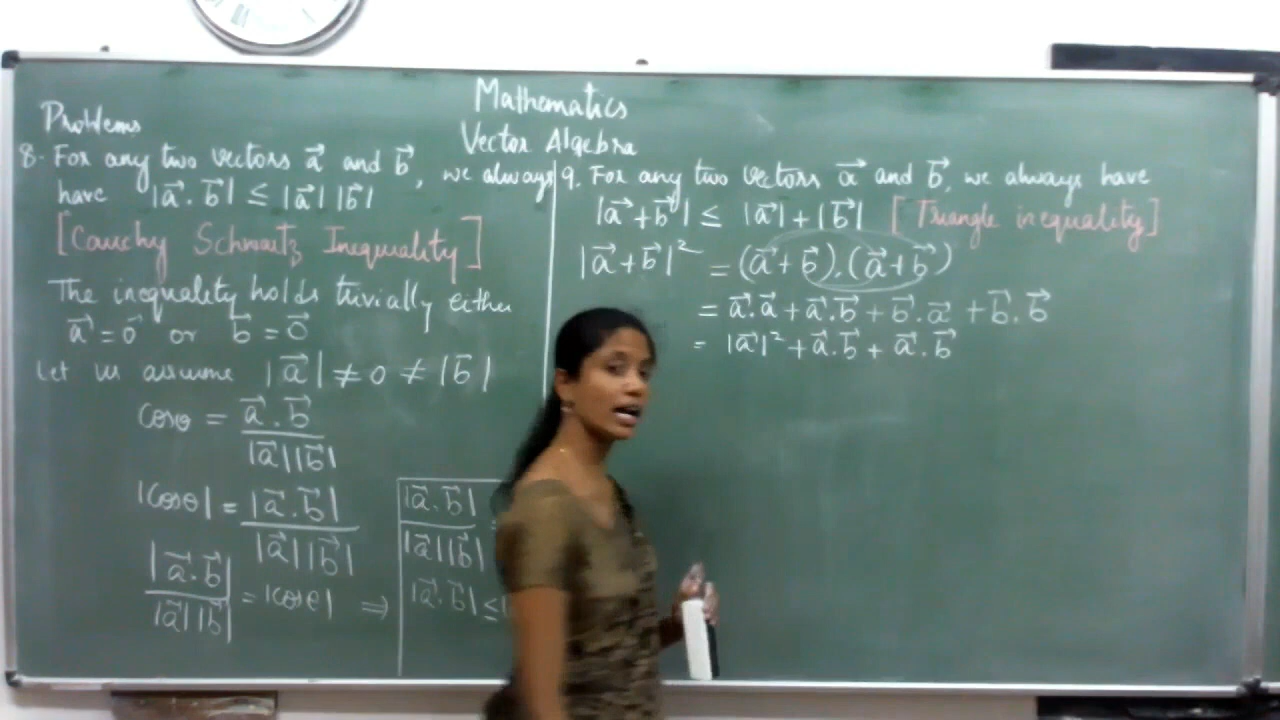 Mathematics
Vector Algebra
Problems
8. For any two vectors a⃗ and b⃗, we always
have |a⃗.b⃗| ≤ |a⃗| |b⃗|
[Cauchy Schwartz Inequality]
The inequality holds trivially either
a⃗ = 0⃗ or b⃗ = 0⃗
Let us assume |a⃗| ≠ 0 ≠ |b⃗|
cosθ = a⃗.b⃗ / |a⃗||b⃗|
|cosθ| = |a⃗.b⃗| / |a⃗||b⃗|
|a⃗.b⃗| / |a⃗||b⃗| = |cosθ| ⇒
|a⃗.b⃗| / |a⃗||b⃗|
|a⃗.b⃗| ≤
9. For any two vectors a⃗ and b⃗, we always have
|a⃗+b⃗| ≤ |a⃗|+|b⃗| [Triangle inequality]
|a⃗+b⃗|² = (a⃗+b⃗).(a⃗+b⃗)
= a⃗.a⃗ + a⃗.b⃗ + b⃗.a⃗ + b⃗.b⃗
= |a⃗|² + a⃗.b⃗ + a⃗.b⃗